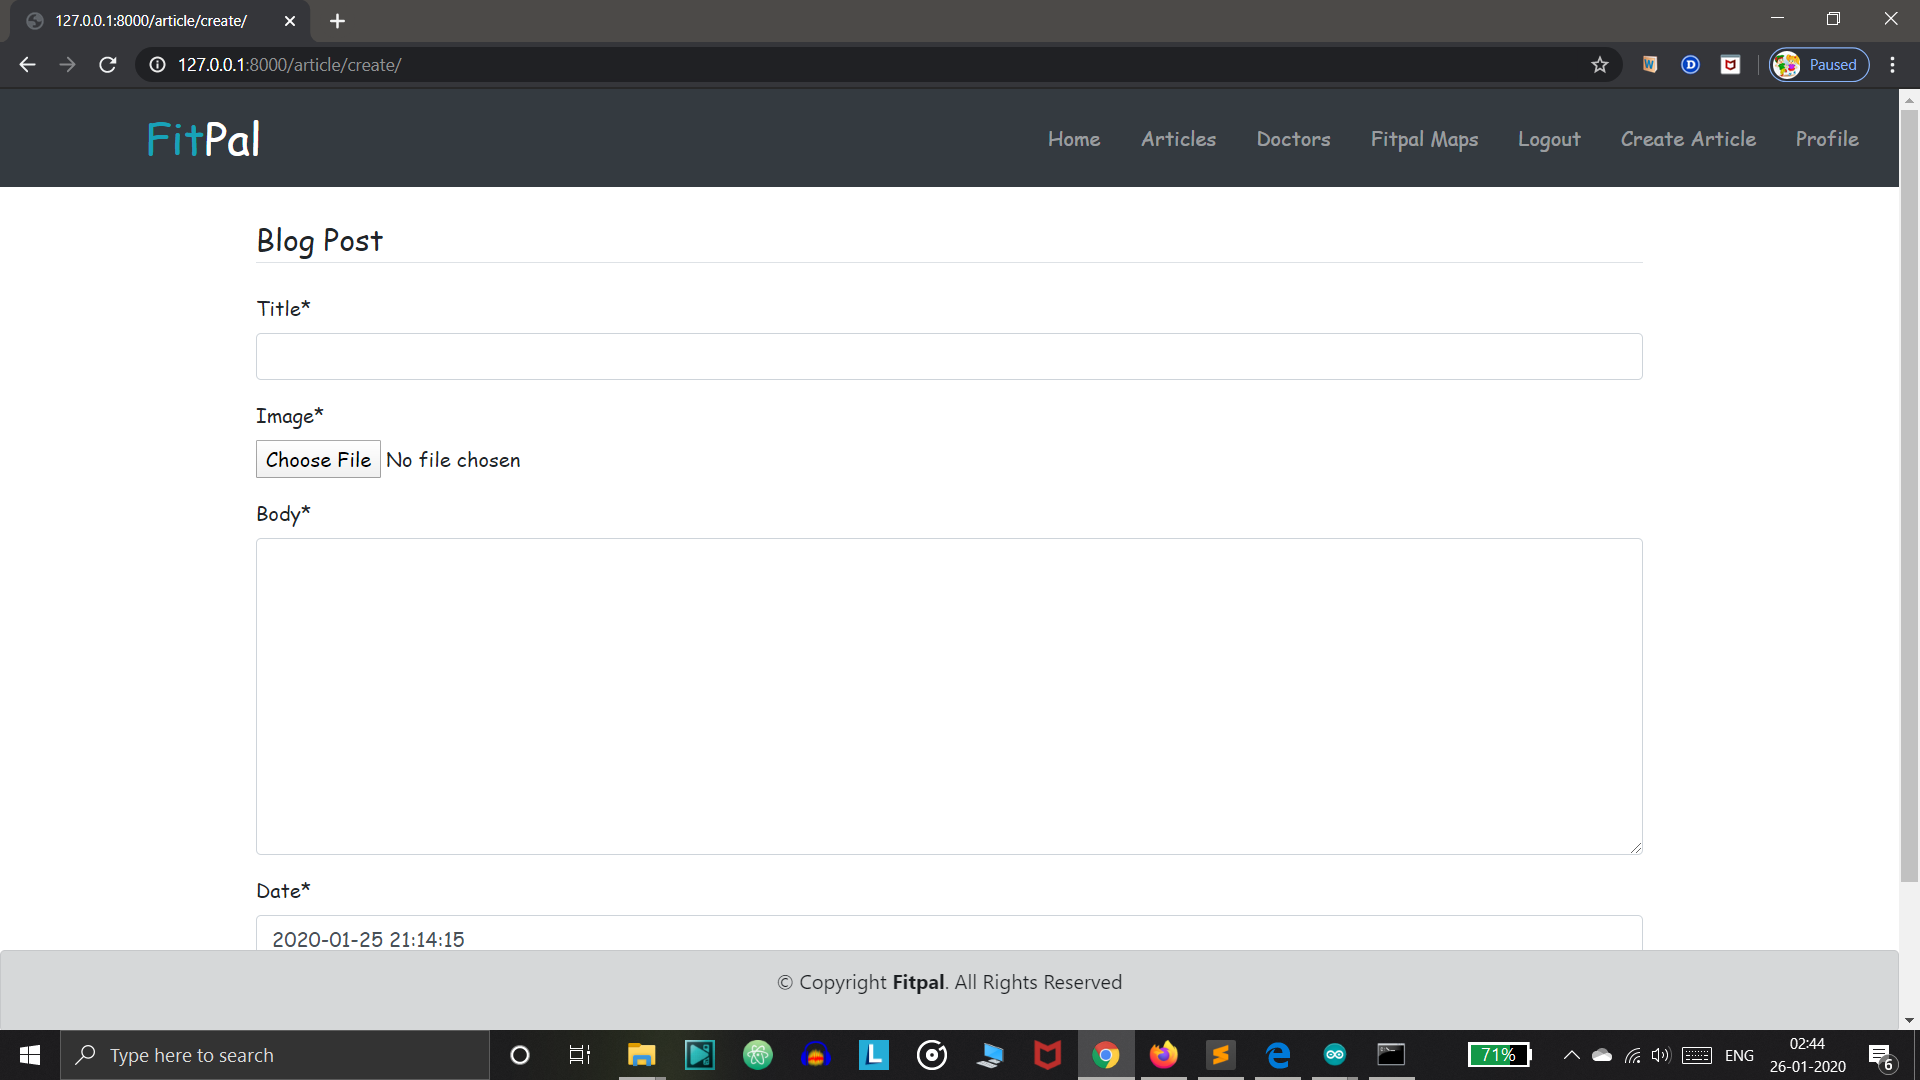 127.0.0.1:8000/article/create/
127.0.0.1:8000/article/create/
Paused
FitPal
Home Articles Doctors Fitpal Maps Logout Create Article Profile
Blog Post
Title*
Image*
Choose File No file chosen
Body*
Date*
2020-01-25 21:14:15
© Copyright Fitpal. All Rights Reserved
Type here to search
71%
ENG
02:44
26-01-2020
6